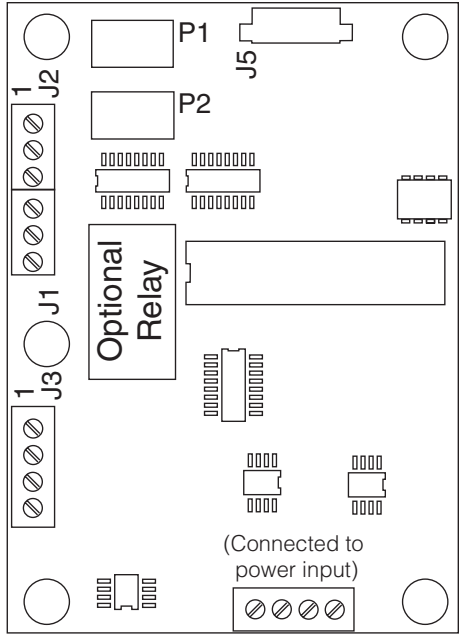 P1
J5
1
J2
P2
Optional
Relay
J1
1
J3
(Connected to
power input)